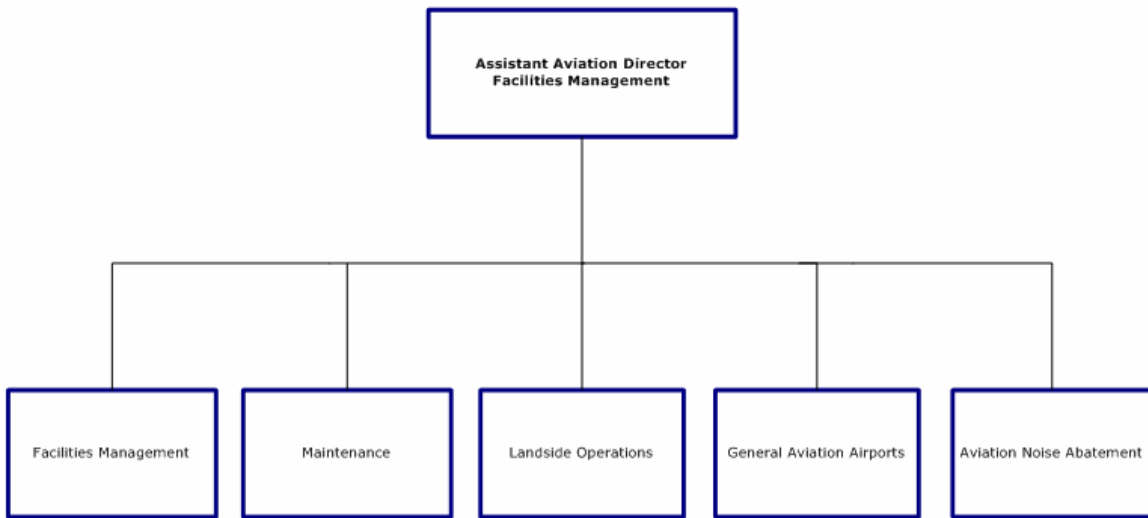 Assistant Aviation Director
Facilities Management
Facilities Management
Maintenance
Landside Operations
General Aviation Airports
Aviation Noise Abatement